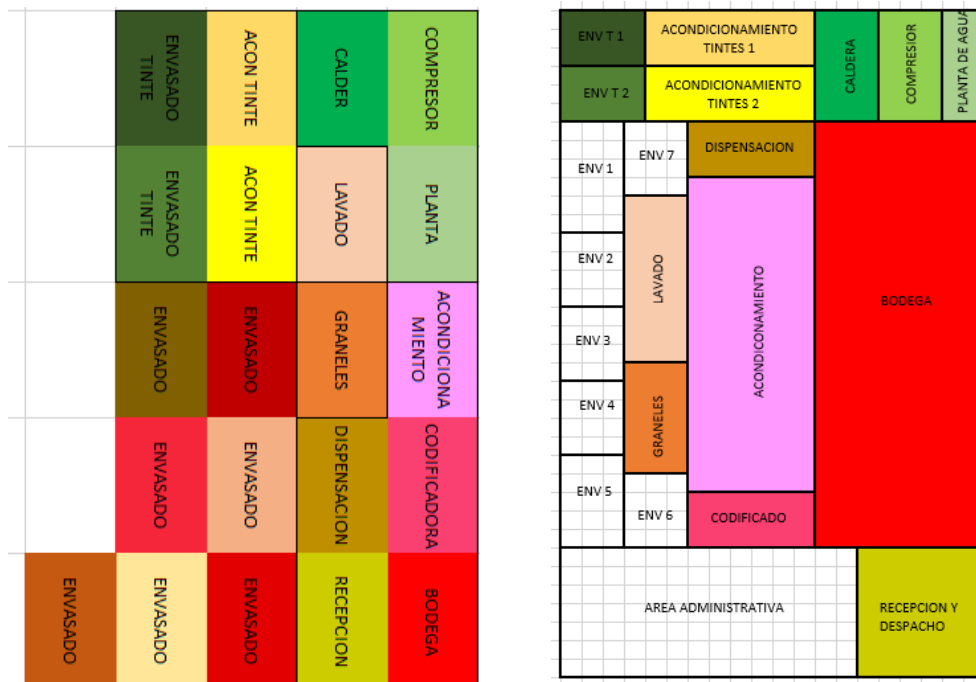 ENVASADO
TINTE
ACON TINTE
CALDER
COMPRESOR
ENVASADO
TINTE
ACON TINTE
LAVADO
PLANTA
ENVASADO
ENVASADO
GRANELES
ACONDICIONA
MIENTO
ENVASADO
ENVASADO
DISPENSACION
CODIFICADORA
ENVASADO
ENVASADO
ENVASADO
RECEPCION
BODEGA
ENV T 1
ACONDICIONAMIENTO
TINTES 1
CALDERA
COMPRESIOR
PLANTA DE AGUA
ENV T 2
ACONDICIONAMIENTO
TINTES 2
ENV 1
ENV 7
DISPENSACION
ENV 2
LAVADO
ACONDICONAMIENTO
BODEGA
ENV 3
ENV 4
GRANELES
ENV 5
ENV 6
CODIFICADO
AREA ADMINISTRATIVA
RECEPCION Y
DESPACHO